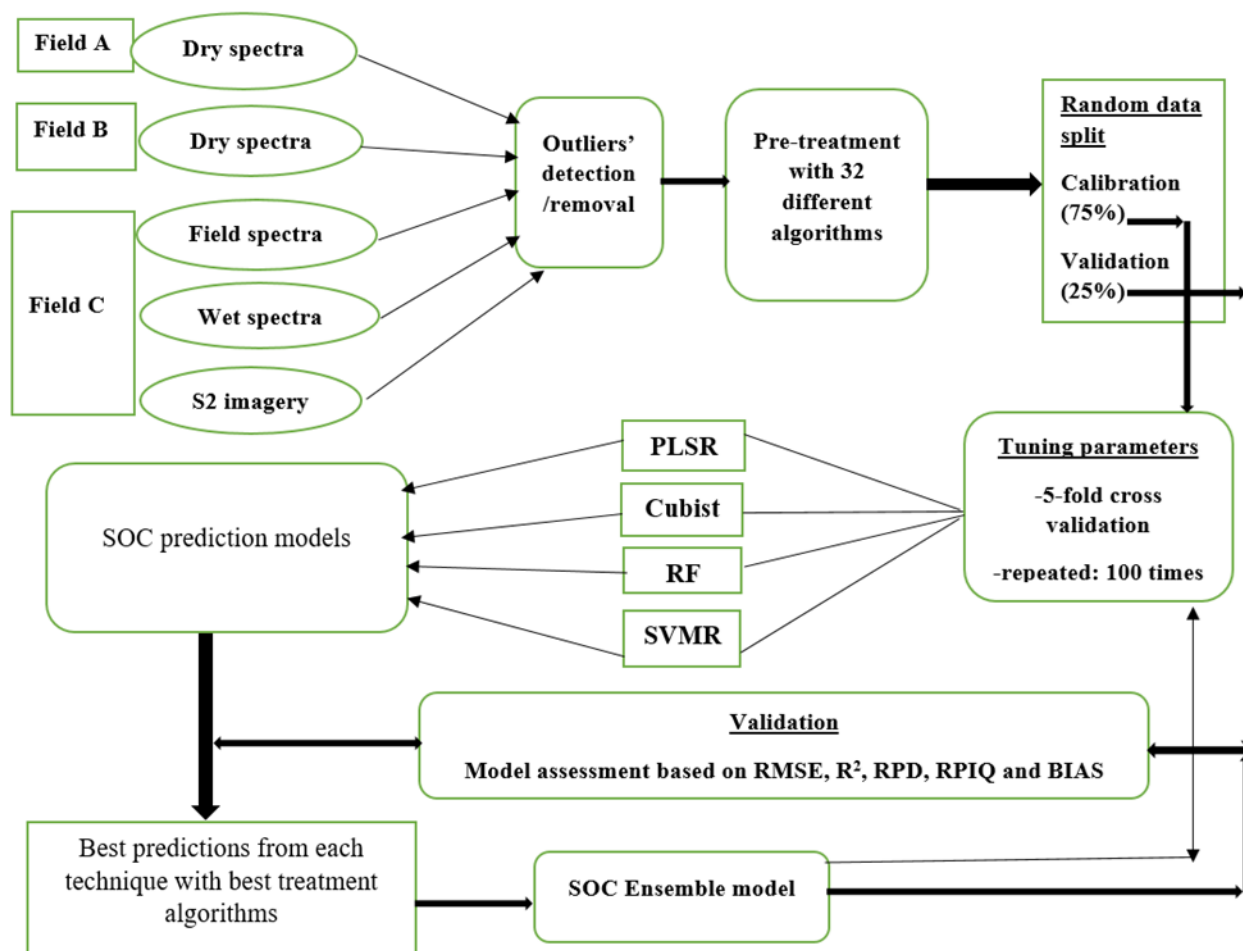 Field A
Dry spectra
Field B
Dry spectra
Field C
Field spectra
Wet spectra
S2 imagery
Outliers’
detection
/removal
Pre-treatment
with 32
different
algorithms
Random data
split
Calibration
(75%)
Validation
(25%)
Tuning parameters
-5-fold cross
validation
-repeated: 100 times
PLSR
Cubist
RF
SVMR
SOC prediction models
Validation
Model assessment based on RMSE, R², RPD, RPIQ and BIAS
Best predictions from each
technique with best treatment
algorithms
SOC Ensemble model